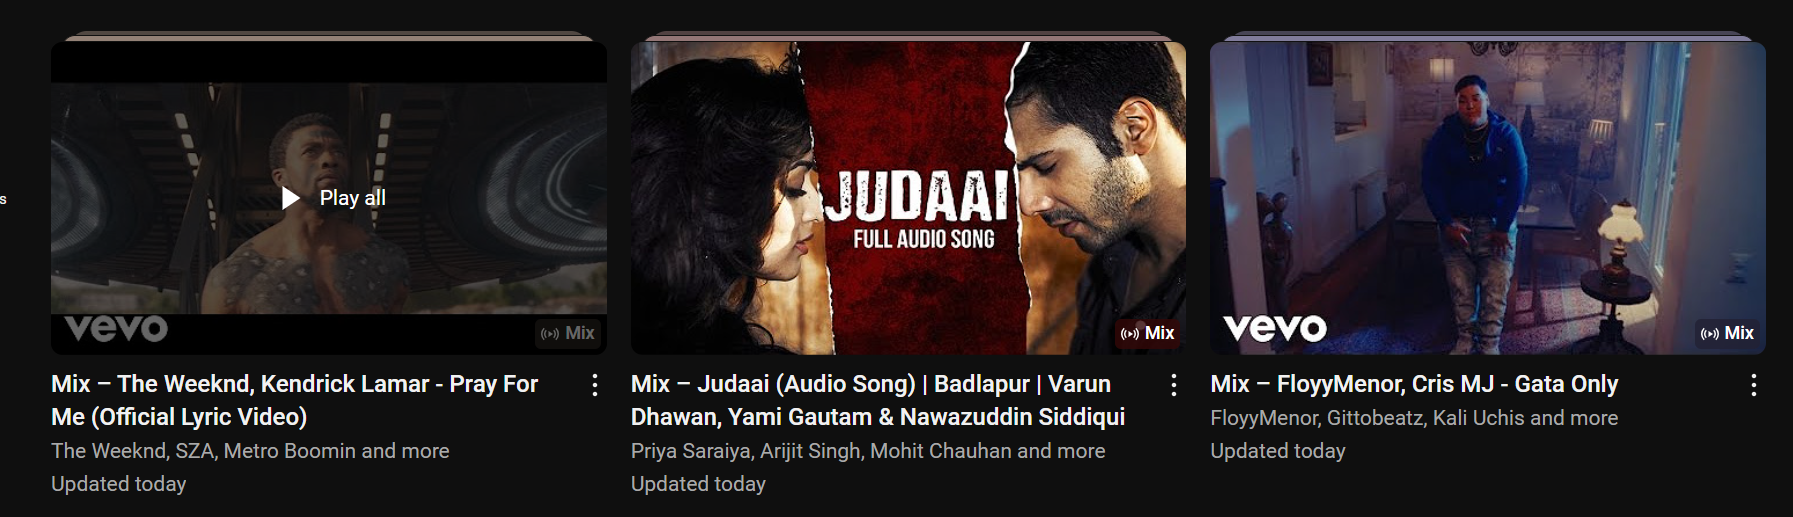 s
Play all
vevo
Mix
Mix – The Weeknd, Kendrick Lamar - Pray For
Me (Official Lyric Video)
The Weeknd, SZA, Metro Boomin and more
Updated today
JUDAAI
FULL AUDIO SONG
Mix
Mix – Judaai (Audio Song) | Badlapur | Varun
Dhawan, Yami Gautam & Nawazuddin Siddiqui
Priya Saraiya, Arijit Singh, Mohit Chauhan and more
Updated today
vevo
Mix
Mix – FloyyMenor, Cris MJ - Gata Only
FloyyMenor, Gittobeatz, Kali Uchis and more
Updated today